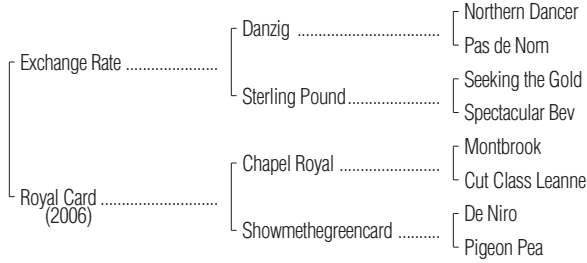 Northern Dancer
Danzig ..............................
Pas de Nom
Exchange Rate ....................
Seeking the Gold
Sterling Pound....................
Spectacular Bev
Montbrook
Chapel Royal ......................
Cut Class Leanne
Royal Card .........................
(2006)
De Niro
Showmethegreencard .........
Pigeon Pea